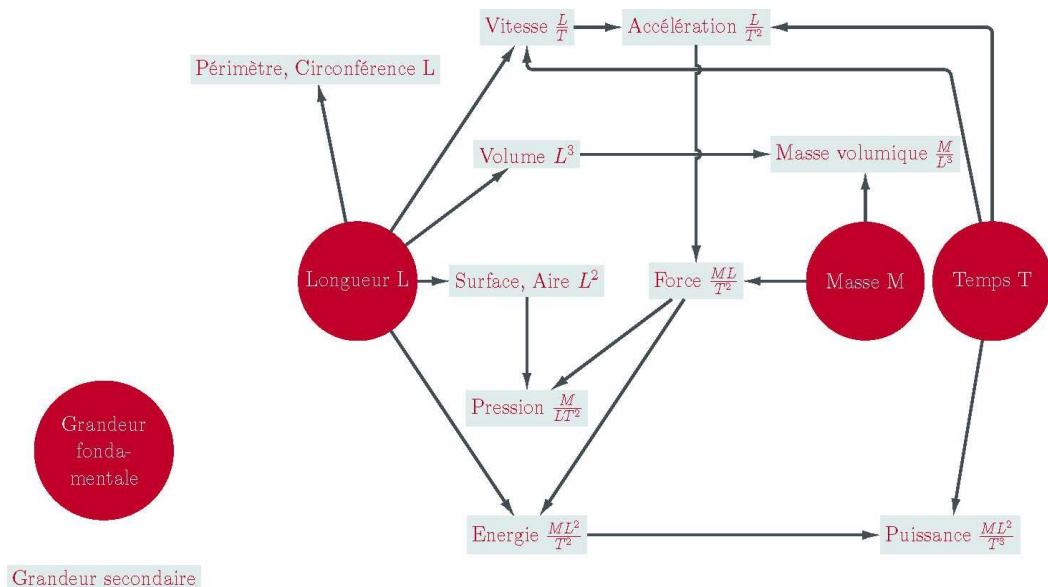 Vitesse L/T
Accélération L/T²
Périmètre, Circonférence L
Volume L³
Masse volumique M/L³
Longueur L
Surface, Aire L²
Force ML/T²
Masse M
Temps T
Pression M/LT²
Grandeur
fonda-
mentale
Energie ML²/T²
Puissance ML²/T³
Grandeur secondaire